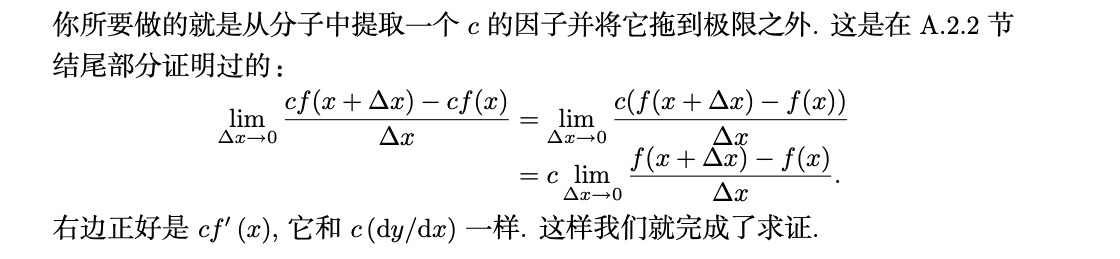 你所要做的就是从分子中提取一个 c 的因子并将它拖到极限之外. 这是在 A.2.2 节
结尾部分证明过的:
lim_{Δx→0} \frac{cf(x + Δx) − cf(x)}{Δx} = lim_{Δx→0} \frac{c(f(x + Δx) − f(x))}{Δx}
= c lim_{Δx→0} \frac{f(x + Δx) − f(x)}{Δx}.
右边正好是 cf′(x), 它和 c(dy/dx) 一样. 这样我们就完成了求证.